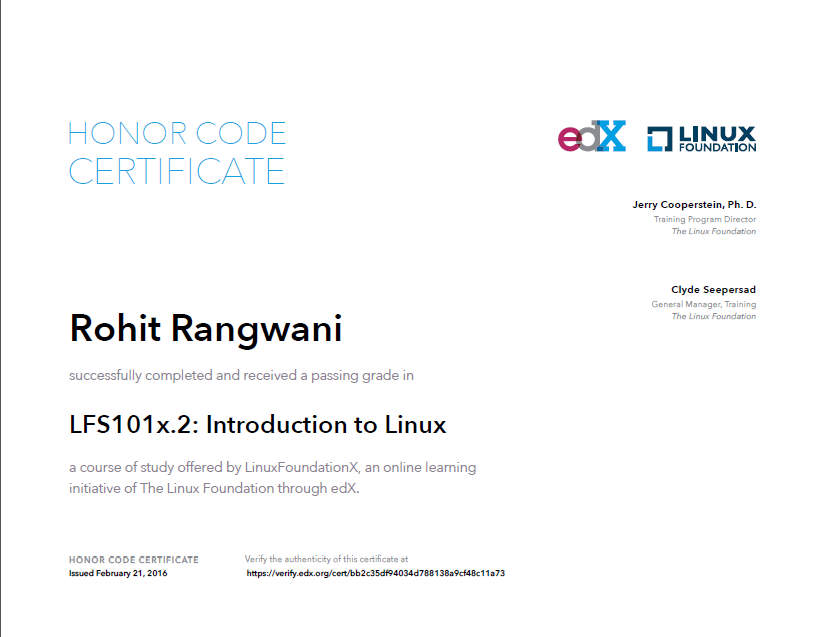 HONOR CODE
CERTIFICATE
edX
LINUX
FOUNDATION
Jerry Cooperstein, Ph. D.
Training Program Director
The Linux Foundation
Clyde Seepersad
General Manager, Training
The Linux Foundation
Rohit Rangwani
successfully completed and received a passing grade in
LFS101x.2: Introduction to Linux
a course of study offered by LinuxFoundationX, an online learning
initiative of The Linux Foundation through edX.
HONOR CODE CERTIFICATE
Issued February 21, 2016
Verify the authenticity of this certificate at
https://verify.edx.org/cert/bb2c35df94034d788138a9cf48c11a73